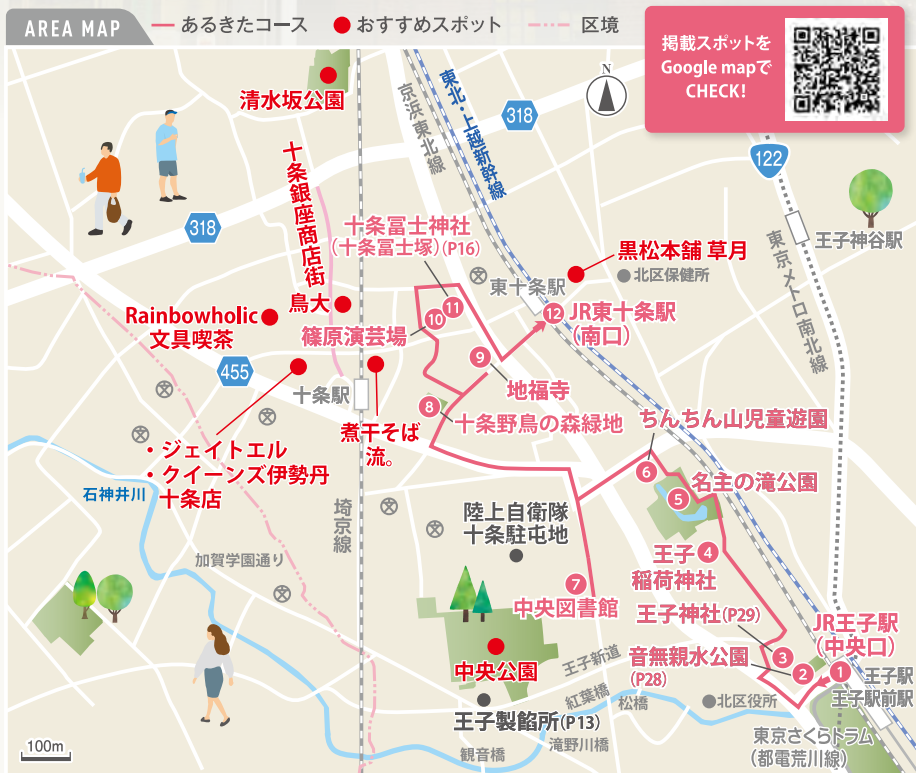 AREA MAP
あるきたコース
おすすめスポット
区境
掲載スポットを
Google mapで
CHECK!
N
清水坂公園
京浜東北線
東北・上越新幹線
318
122
318
十条銀座商店街
十条冨士神社
(十条冨士塚)(P16)
王子神谷駅
東京メトロ南北線
黒松本舗 草月
北区保健所
東十条駅
鳥大
Rainbowholic
文具喫茶
篠原演芸場
10
11
12
JR東十条駅
(南口)
455
十条駅
9
地福寺
8
十条野鳥の森緑地
煮干そば
流。
ちんちん山児童遊園
6
・ジェイトエル
・クイーンズ伊勢丹
十条店
5
名主の滝公園
石神井川
埼京線
陸上自衛隊
十条駐屯地
加賀学園通り
王子
稲荷神社
4
7
中央図書館
王子神社(P29)
JR王子駅
(中央口)
3
音無親水公園
(P28)
2
1
王子駅
王子駅前駅
中央公園
王子新道
紅葉橋
松橋
北区役所
王子製餡所(P13)
観音橋
滝野川橋
東京さくらトラム
(都電荒川線)
100m